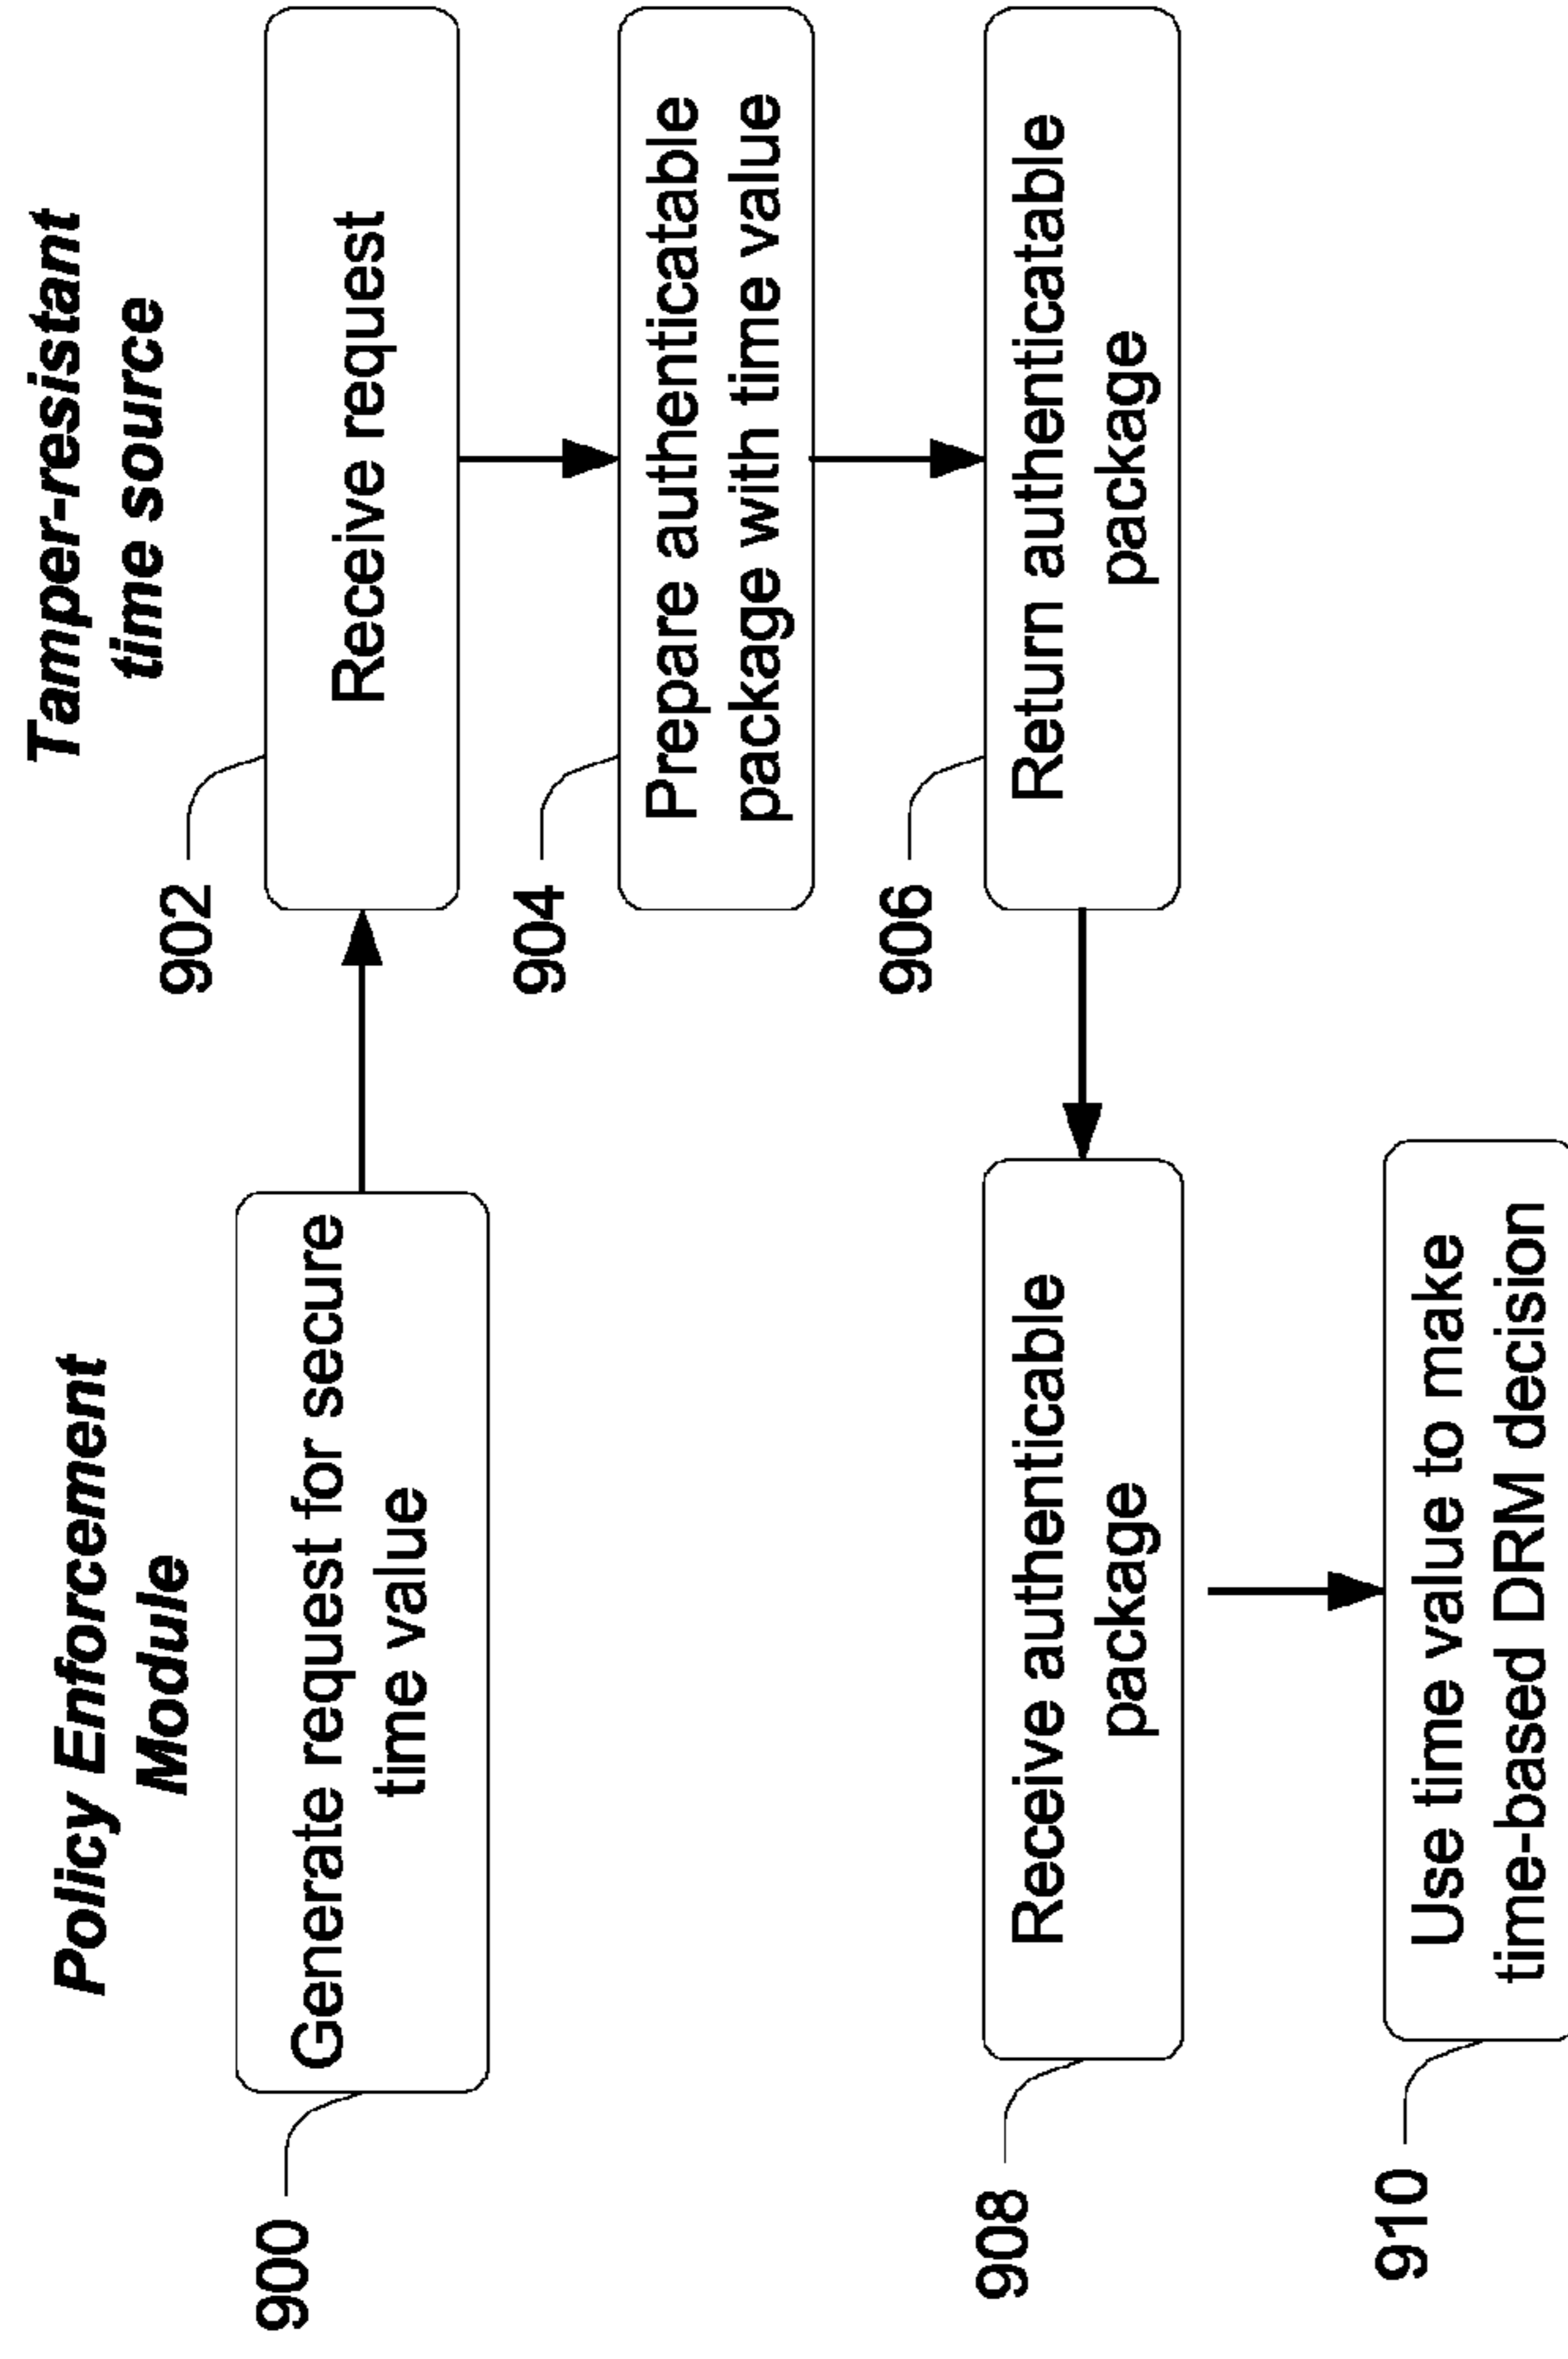 Policy Enforcement
Module
Tamper-resistant
time source
900
Generate request for secure
time value
902
Receive request
904
Prepare authenticatable
package with time value
906
Return authenticatable
package
908
Receive authenticable
package
910
Use time value to make
time-based DRM decision